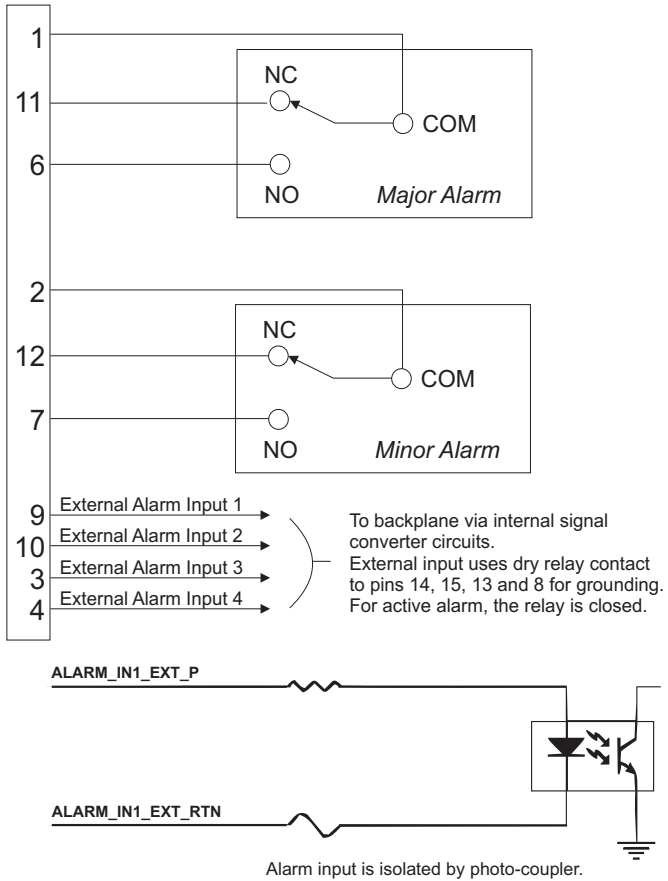 1
NC
11
COM
6
NO
Major Alarm
2
NC
12
COM
7
NO
Minor Alarm
9 External Alarm Input 1
10 External Alarm Input 2
3 External Alarm Input 3
4 External Alarm Input 4
To backplane via internal signal
converter circuits.
External input uses dry relay contact
to pins 14, 15, 13 and 8 for grounding.
For active alarm, the relay is closed.
ALARM_IN1_EXT_P
ALARM_IN1_EXT_RTN
Alarm input is isolated by photo-coupler.